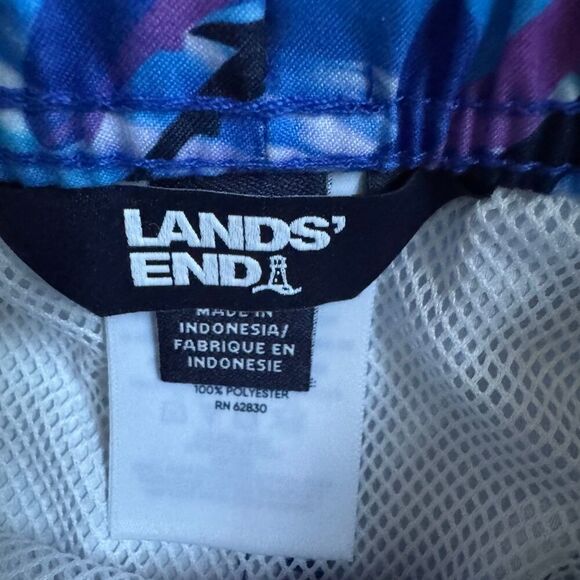 LANDS'
END
MADE IN
INDONESIA/
FABRIQUE EN
INDONESIE
100% POLYESTER
RN 62830